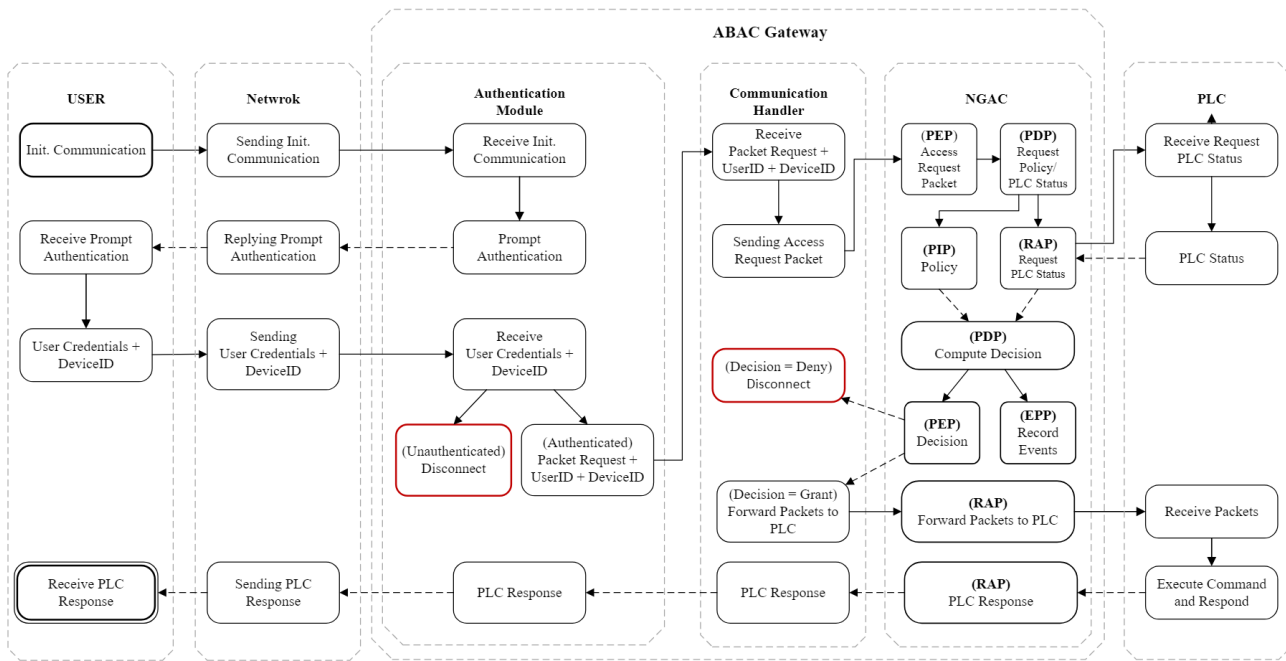 ABAC Gateway
USER
Netwrok
Authentication
Module
Communication
Handler
NGAC
PLC
Init. Communication
Sending Init.
Communication
Receive Init.
Communication
Receive
Packet Request +
UserID + DeviceID
(PEP)
Access
Request
Packet
(PDP)
Request
Policy/
PLC Status
Receive Request
PLC Status
Receive Prompt
Authentication
Replying Prompt
Authentication
Prompt
Authentication
Sending Access
Request Packet
(PIP)
Policy
(RAP)
Request
PLC Status
PLC Status
User Credentials +
DeviceID
Sending
User Credentials +
DeviceID
Receive
User Credentials +
DeviceID
(Decision = Deny)
Disconnect
(PDP)
Compute Decision
(Unauthenticated)
Disconnect
(Authenticated)
Packet Request +
UserID + DeviceID
(PEP)
Decision
(EPP)
Record
Events
(Decision = Grant)
Forward Packets to
PLC
(RAP)
Forward Packets to PLC
Receive Packets
Receive PLC
Response
Sending PLC
Response
PLC Response
PLC Response
(RAP)
PLC Response
Execute Command
and Respond